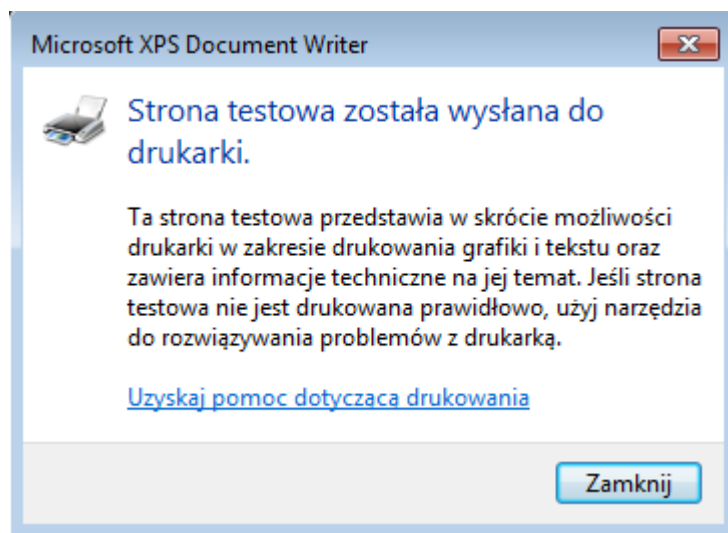 Microsoft XPS Document Writer
Strona testowa została wysłana do
drukarki.
Ta strona testowa przedstawia w skrócie możliwości
drukarki w zakresie drukowania grafiki i tekstu oraz
zawiera informacje techniczne na jej temat. Jeśli strona
testowa nie jest drukowana prawidłowo, użyj narzędzia
do rozwiązywania problemów z drukarką.
Uzyskaj pomoc dotyczącą drukowania
Zamknij